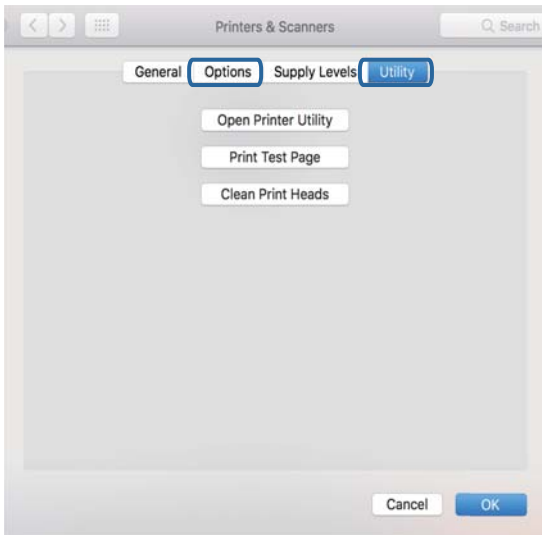 Printers & Scanners
Search
General Options Supply Levels Utility
Open Printer Utility
Print Test Page
Clean Print Heads
Cancel OK